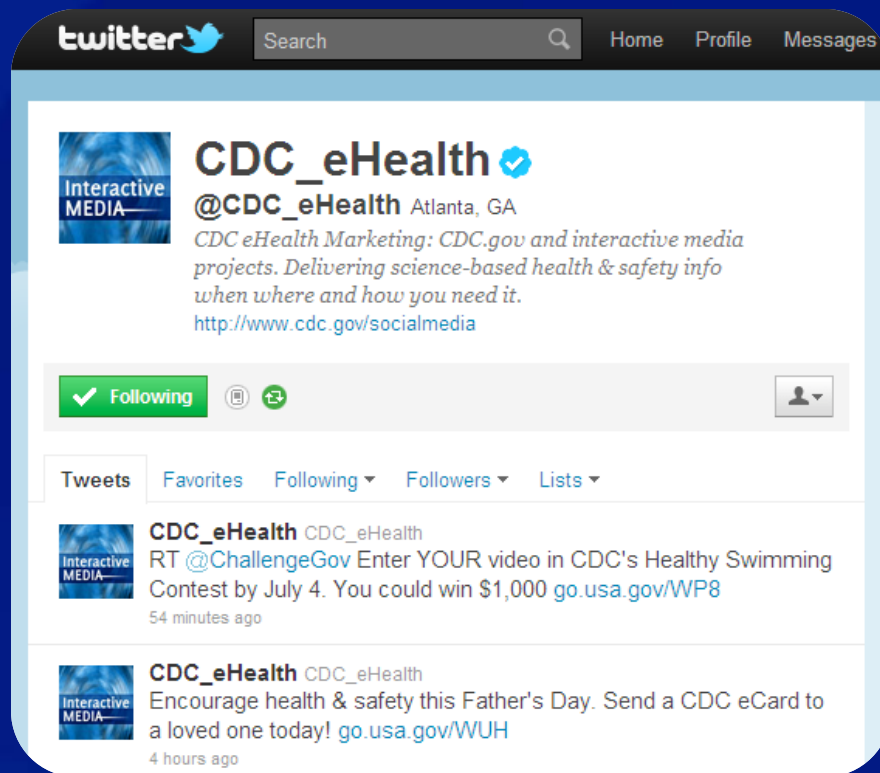 twitter Search Home Profile Messages
Interactive
MEDIA
CDC_eHealth
@CDC_eHealth Atlanta, GA
CDC eHealth Marketing: CDC.gov and interactive media
projects. Delivering science-based health & safety info
when where and how you need it.
http://www.cdc.gov/socialmedia
Following
Tweets Favorites Following Followers Lists
Interactive
MEDIA
CDC_eHealth CDC_eHealth
RT @ChallengeGov Enter YOUR video in CDC's Healthy Swimming
Contest by July 4. You could win $1,000 go.usa.gov/WP8
54 minutes ago
Interactive
MEDIA
CDC_eHealth CDC_eHealth
Encourage health & safety this Father's Day. Send a CDC eCard to
a loved one today! go.usa.gov/WUH
4 hours ago